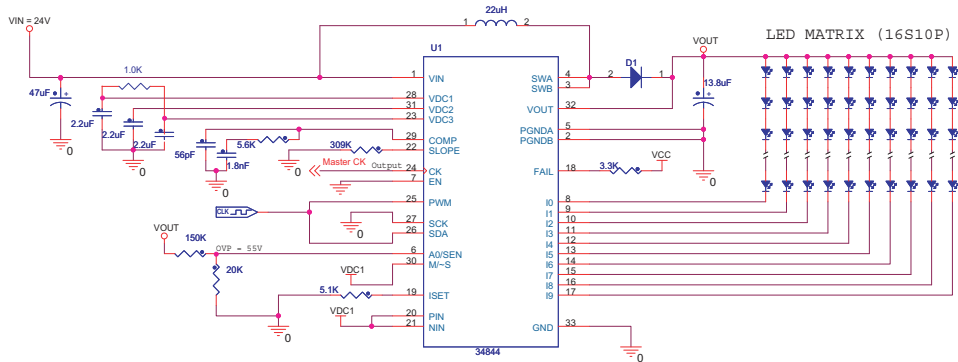 VIN = 24V
1 22uH 2
LED MATRIX (16S10P)
VOUT
U1
D1
1.0K
47uF
+
1 VIN
SWA 4
SWB 3
2 1
13.8uF
+
28 VDC1
31 VDC2
23 VDC3
VOUT 32
2.2uF
2.2uF
2.2uF
PGNDA 5
PGNDB 2
29 COMP
22 SLOPE
5.6K
309K
56pF
1.8nF
0
0
0
0
0
Master CK
Output
24 CK
7 EN
FAIL 18
3.3K
VCC
25 PWM
CLK
27 SCK
26 SDA
0
I0 8
I1 9
I2 10
I3 11
I4 12
I5 13
I6 14
I7 15
I8 16
I9 17
VOUT
150K
OVP = 55V
6 A0/SEN
30 M/~S
20K
VDC1
5.1K
19 ISET
VDC1
20 PIN
21 NIN
0
GND 33
0
34844